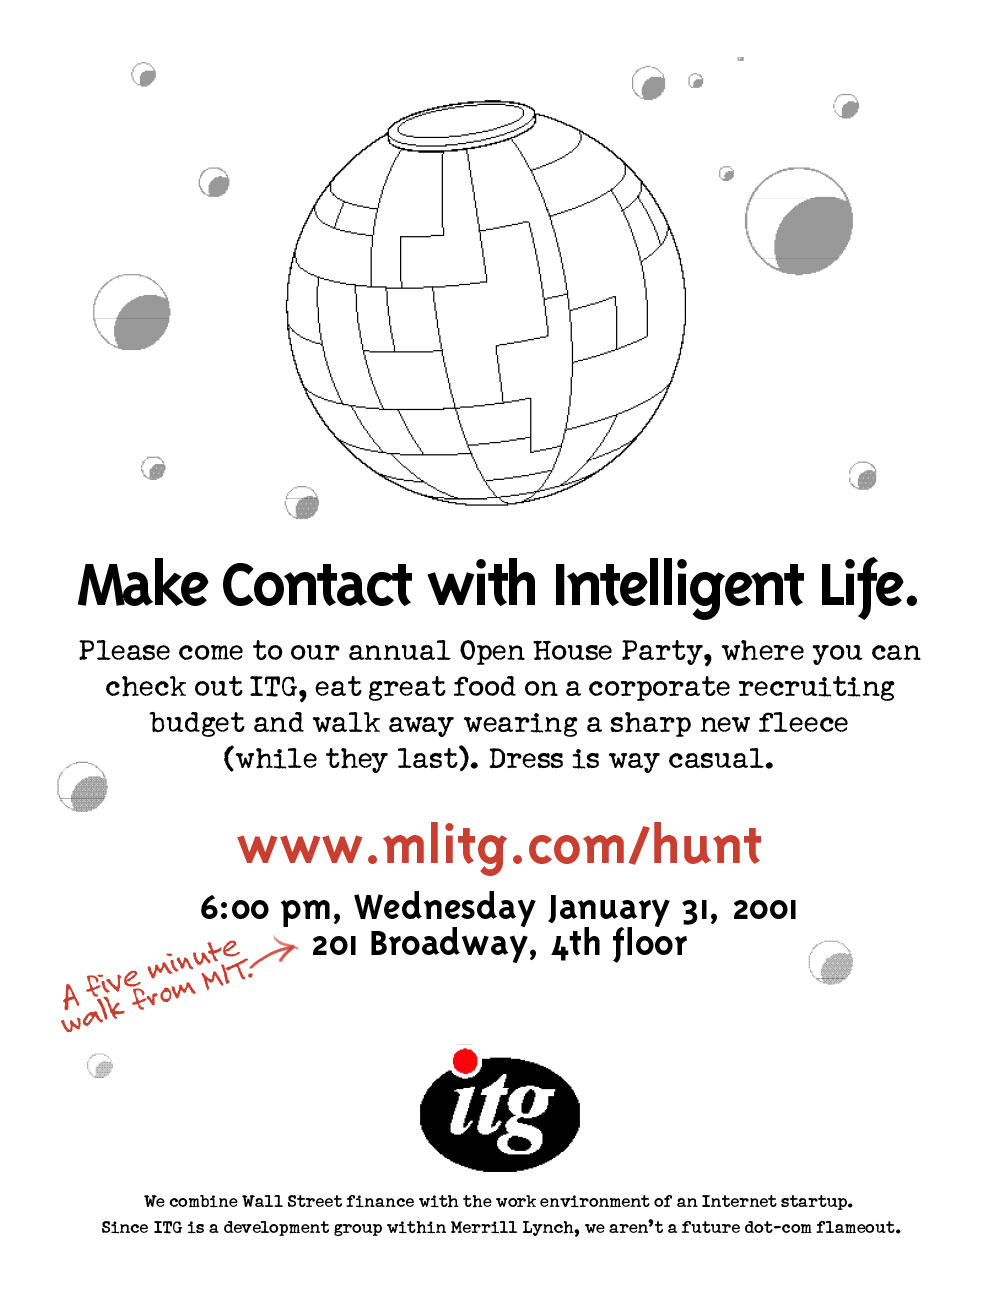 Make Contact with Intelligent Life.
Please come to our annual Open House Party, where you can
check out ITG, eat great food on a corporate recruiting
budget and walk away wearing a sharp new fleece
(while they last). Dress is way casual.
www.mlitg.com/hunt
6:00 pm, Wednesday January 31, 2001
201 Broadway, 4th floor
A five minute
walk from MIT.
itg
We combine Wall Street finance with the work environment of an Internet startup.
Since ITG is a development group within Merrill Lynch, we aren't a future dot-com flameout.